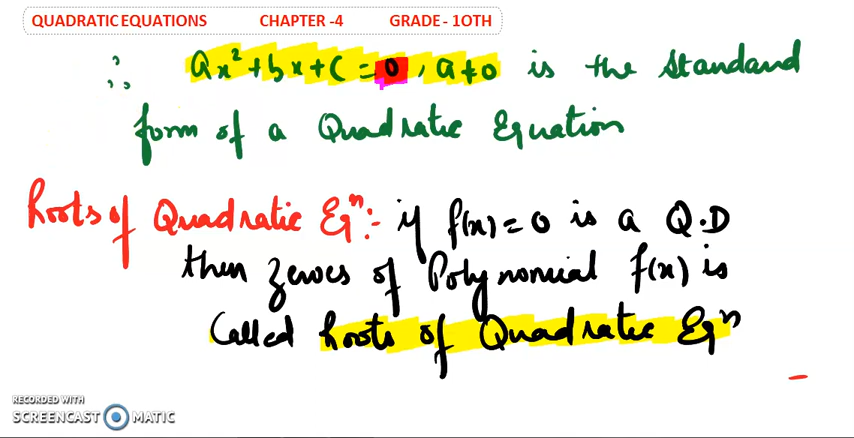 QUADRATIC EQUATIONS CHAPTER -4 GRADE - 10TH
∴ ax²+bx+c=0, a≠0 is the standard
form of a Quadratic Equation
Roots of Quadratic Eqⁿ:- if f(x)=0 is a Q.D
then zeroes of Polynomial f(x) is
called roots of Quadratic Eqⁿ
RECORDED WITH
SCREENCAST MATIC